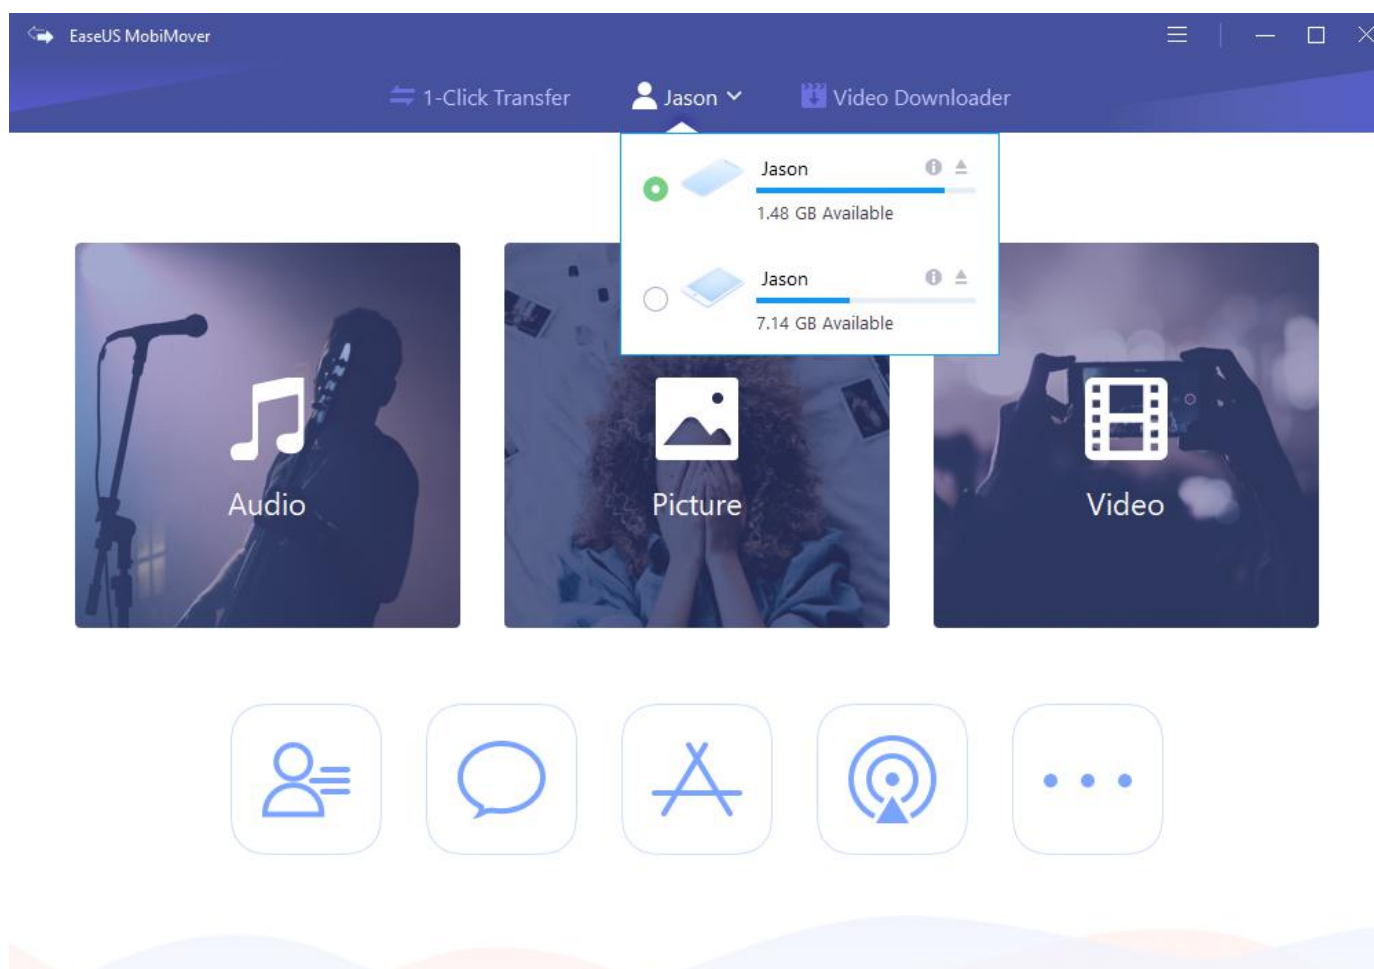 EaseUS MobiMover
1-Click Transfer
Jason
Video Downloader
Jason
1.48 GB Available
Jason
7.14 GB Available
Audio
Picture
Video